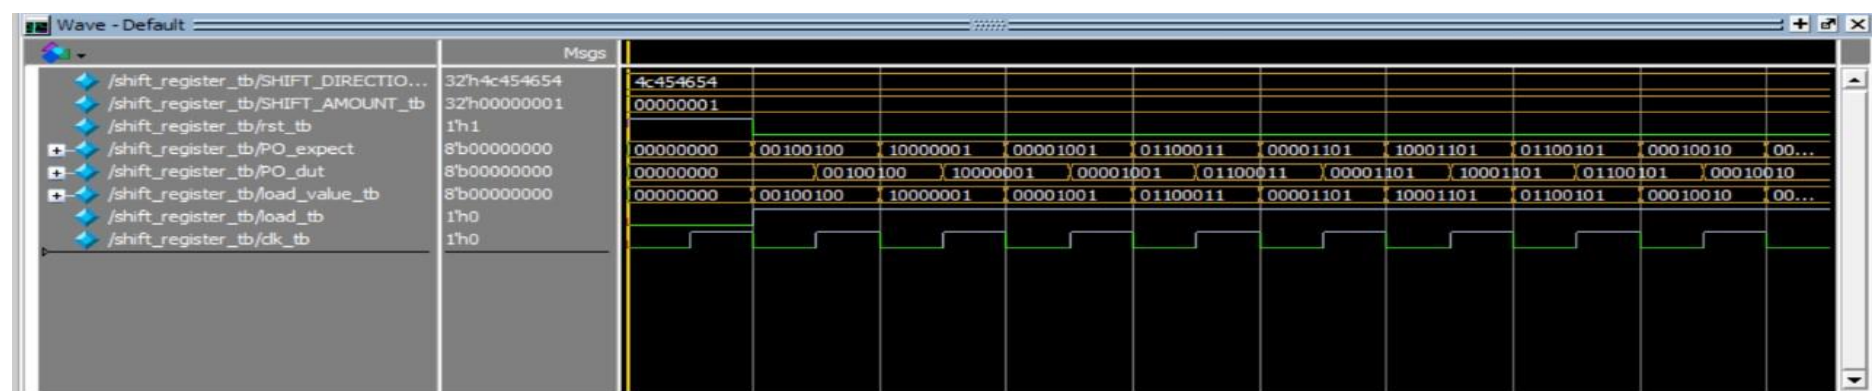 Wave - Default
Msgs
/shift_register_tb/SHIFT_DIRECTIO... 32'h4c454654 4c454654
/shift_register_tb/SHIFT_AMOUNT_tb 32'h00000001 00000001
/shift_register_tb/rst_tb 1'h1
/shift_register_tb/PO_expect 8'b00000000 00000000 00100100 10000001 00001001 01100011 00001101 10001101 01100101 00010010 00...
/shift_register_tb/PO_dut 8'b00000000 00000000 00100100 10000001 00001001 01100011 00001101 10001101 01100101 00010010
/shift_register_tb/load_value_tb 8'b00000000 00000000 00100100 10000001 00001001 01100011 00001101 10001101 01100101 00010010 00...
/shift_register_tb/load_tb 1'h0
/shift_register_tb/clk_tb 1'h0